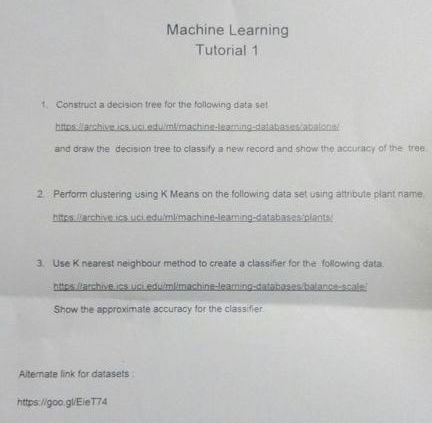 Machine Learning
Tutorial 1
1. Construct a decision tree for the following data set
https://archive.ics.uci.edu/ml/machine-learning-databases/abalone/
and draw the decision tree to classify a new record and show the accuracy of the tree.
2. Perform clustering using K Means on the following data set using attribute plant name.
https://archive.ics.uci.edu/ml/machine-learning-databases/plants/
3. Use K nearest neighbour method to create a classifier for the following data.
https://archive.ics.uci.edu/ml/machine-learning-databases/balance-scale/
Show the approximate accuracy for the classifier.
Alternate link for datasets :
https://goo.gl/EieT74